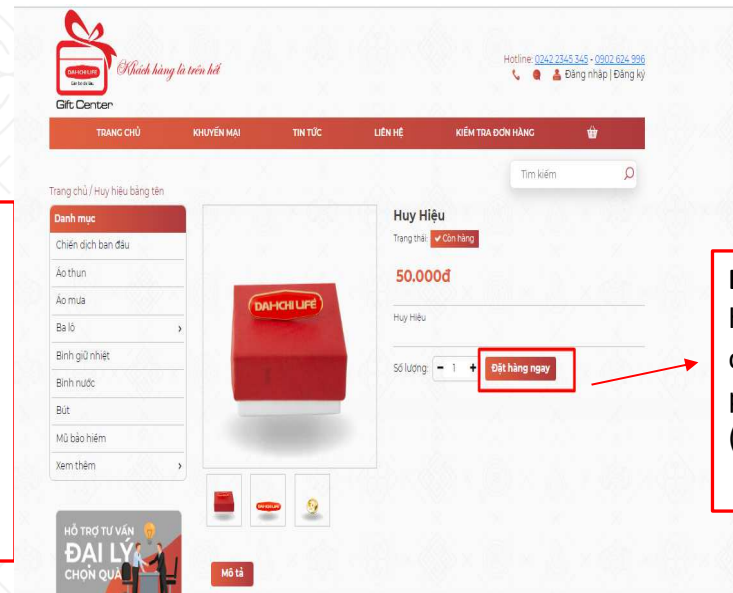 DAI-ICHI LIFE
Gift Center
Khách hàng là trên hết
Hotline: 0242 2345 345 - 0902 624 996
Đăng nhập | Đăng ký
TRANG CHỦ KHUYẾN MẠI TIN TỨC LIÊN HỆ KIỂM TRA ĐƠN HÀNG
Tìm kiếm
Trang chủ / Huy hiệu bảng tên
Danh mục
Chiến dịch ban đầu
Áo thun
Áo mưa
Ba lô
Bình giữ nhiệt
Bình nước
Bút
Mũ bảo hiểm
Xem thêm
HỖ TRỢ TƯ VẤN
ĐẠI LÝ
CHỌN QUÀ
DAI-ICHI LIFE
Mô tả
Huy Hiệu
Trạng thái: Còn hàng
50.000đ
Huy Hiệu
Số lượng: - 1 + Đặt hàng ngay